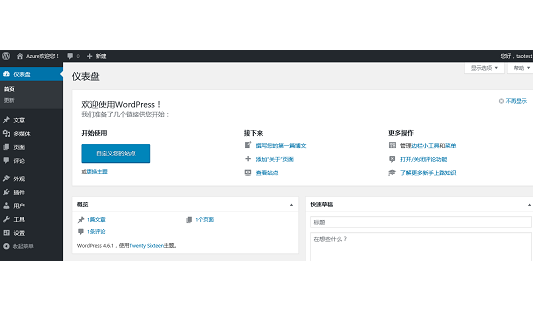 Azure欢迎您！ 0 新建 您好，taotest
仪表盘
首页
更新
文章
多媒体
页面
评论
外观
插件
用户
工具
设置
收起菜单
显示选项 帮助
仪表盘
欢迎使用WordPress！
不再显示
我们准备了几个链接供您开始：
开始使用
自定义您的站点
或更换主题
接下来
撰写您的第一篇博文
添加“关于”页面
查看站点
更多操作
管理边栏小工具和菜单
打开/关闭评论功能
了解更多新手上路知识
概览
1篇文章
1个页面
1条评论
WordPress 4.6.1，使用Twenty Sixteen主题。
快速草稿
标题
在想些什么？